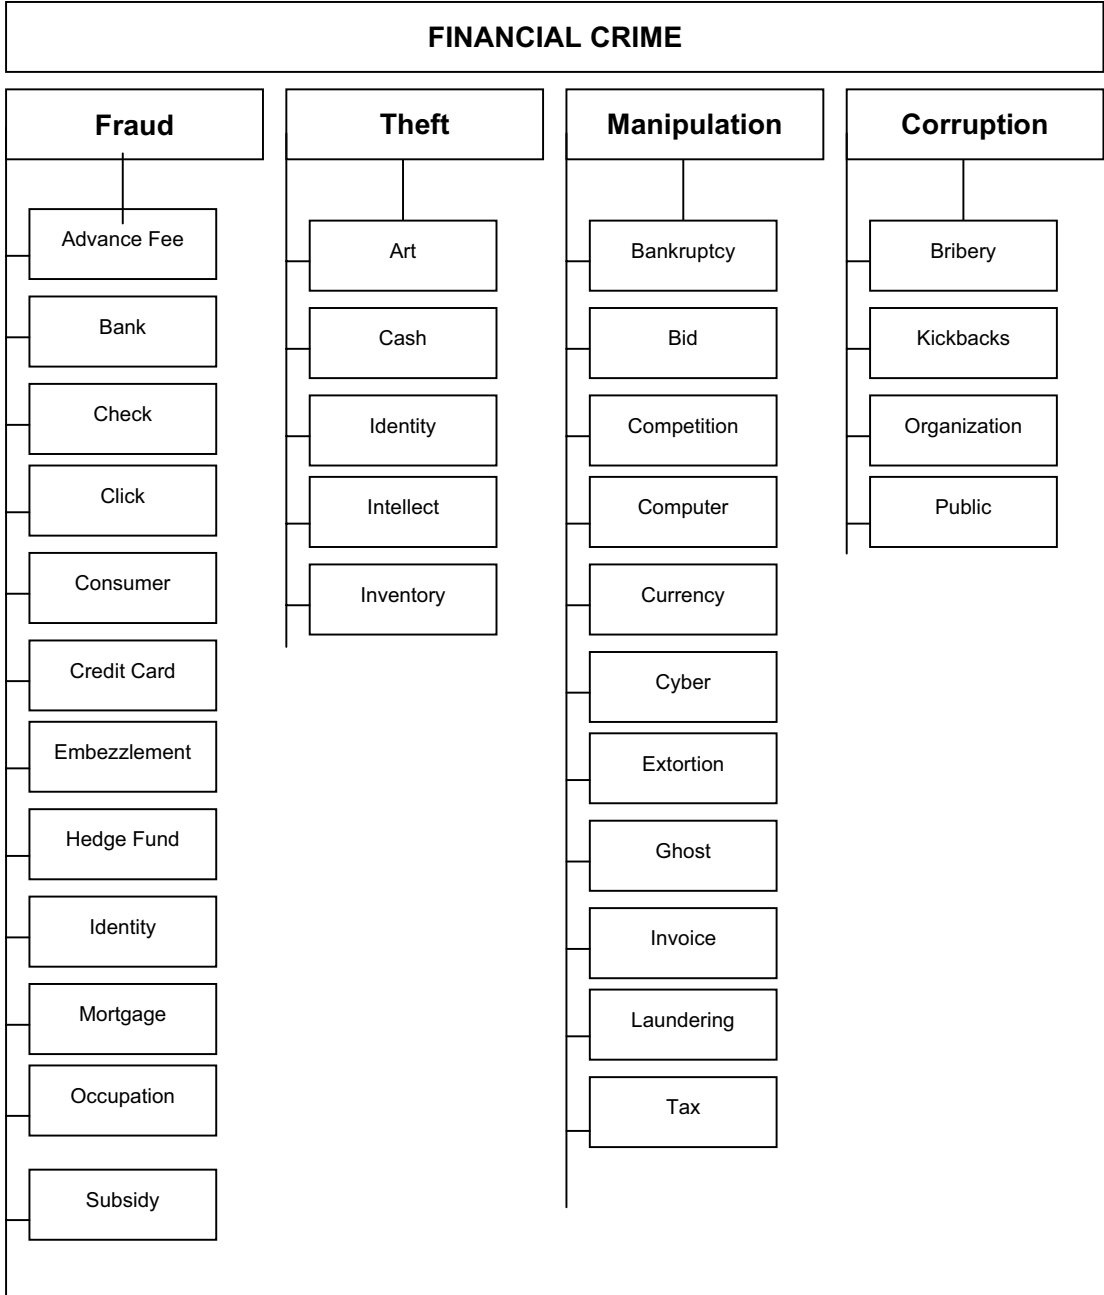 FINANCIAL CRIME
Fraud
Advance Fee
Bank
Check
Click
Consumer
Credit Card
Embezzlement
Hedge Fund
Identity
Mortgage
Occupation
Subsidy
Theft
Art
Cash
Identity
Intellect
Inventory
Manipulation
Bankruptcy
Bid
Competition
Computer
Currency
Cyber
Extortion
Ghost
Invoice
Laundering
Tax
Corruption
Bribery
Kickbacks
Organization
Public